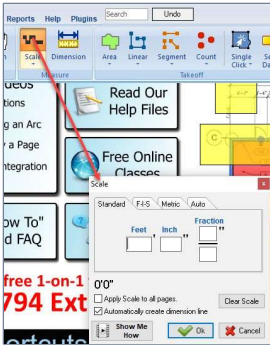 Reports Help Plugins Search Undo
Scale Dimension Area Linear Segment Count Single
Click
Measure Takeoff
tions
g an Arc
y a Page
ntegration
Read Our
Help Files
Free Online
Classes
ow To"
d FAQ
free 1-on-1
794 Ext
Scale x
Standard F-I-S Metric Auto
Feet Inch Fraction
' " "
0'0"
Apply Scale to all pages.
Automatically create dimension line
Clear Scale
Show Me
How
Ok
Cancel